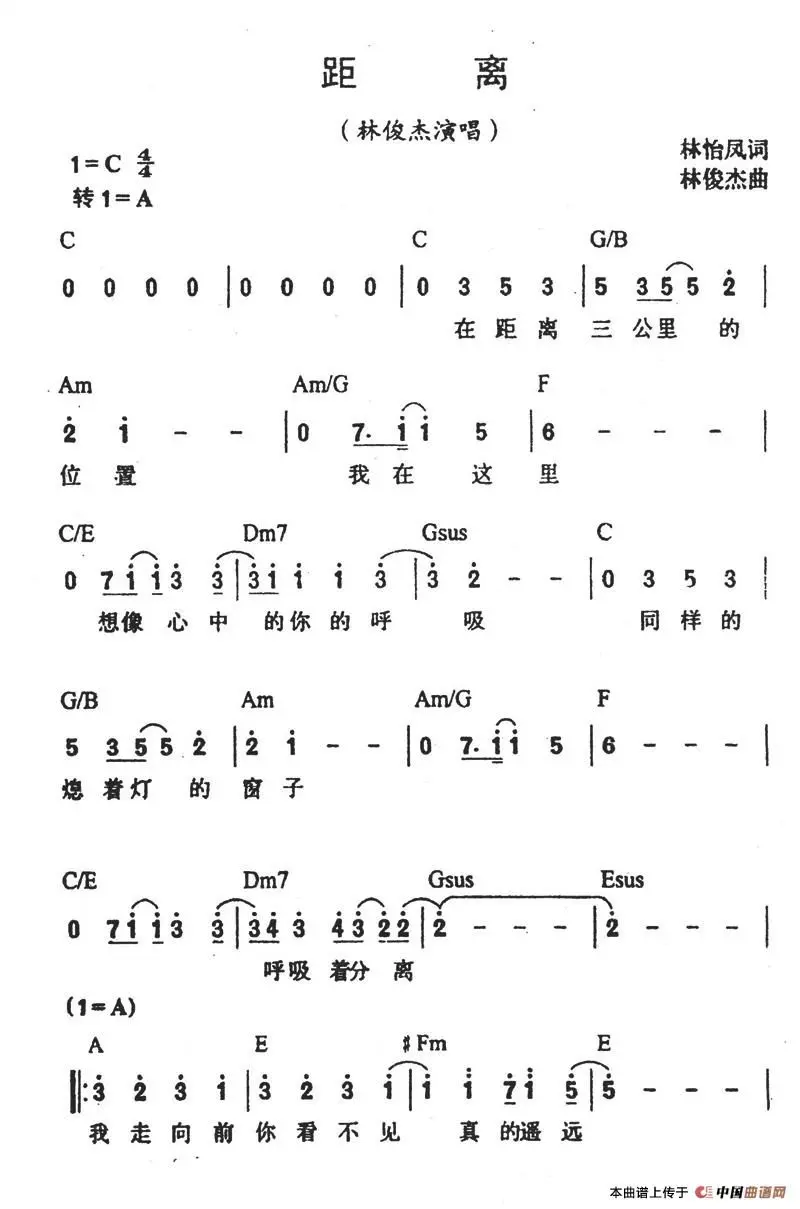 距 离
（林俊杰演唱）
1=C 4/4
林怡凤词
转1=A
林俊杰曲
C C G/B
0 0 0 0 | 0 0 0 0 | 0 3 5 3 | 5 3 5 5 2̇ |
在 距 离 三 公 里 的
Am Am/G F
2̇ 1̇ - - | 0 7· 1̇ 1̇ 5 | 6 - - - |
位 置 我 在 这 里
C/E Dm7 Gsus C
0 7 1̇ 1̇ 3̇ 3̇ | 3̇ 1̇ 1̇ 1̇ 3̇ | 3̇ 2̇ - - | 0 3 5 3 |
想像 心 中 的你 的 呼 吸 同 样 的
G/B Am Am/G F
5 3 5 5 2̇ | 2̇ 1̇ - - | 0 7· 1̇ 1̇ 5 | 6 - - - |
熄 着 灯 的 窗 子
C/E Dm7 Gsus Esus
0 7 1̇ 1̇ 3̇ 3̇ | 3̇ 4̇ 3̇ 4̇ 3̇ 2̇ 2̇ | 2̇ - - - | 2̇ - - - |
呼吸 着分 离
(1=A)
A E ♯Fm E
‖: 3̇ 2̇ 3̇ 1̇ | 3̇ 2̇ 3̇ 1̇ | 1̇ 1̇ 7̇ 1̇ 5̇ | 5̇ - - - |
我 走 向 前 你 看 不 见 真 的遥 远
本曲谱上传于 中国曲谱网